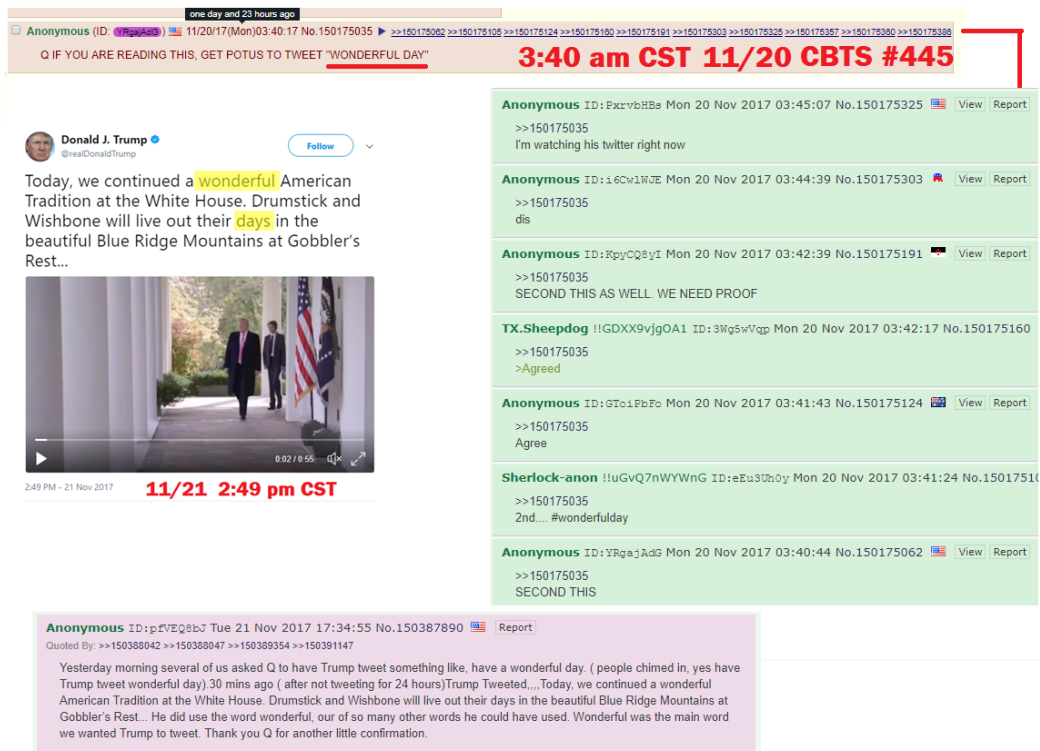 one day and 23 hours ago
Anonymous (ID: YRgajAdG) 11/20/17(Mon)03:40:17 No.150175035 ▶ >>150175062 >>150175105 >>150175124 >>150175160 >>150175191 >>150175303 >>150175325 >>150175357 >>150175360 >>150175386
Q IF YOU ARE READING THIS, GET POTUS TO TWEET "WONDERFUL DAY"
3:40 am CST 11/20 CBTS #445
Donald J. Trump
@realDonaldTrump
Follow
Today, we continued a wonderful American
Tradition at the White House. Drumstick and
Wishbone will live out their days in the
beautiful Blue Ridge Mountains at Gobbler's
Rest...
0:02 / 0:55
2:49 PM - 21 Nov 2017
11/21 2:49 pm CST
Anonymous ID:PxrvbHBs Mon 20 Nov 2017 03:45:07 No.150175325 View Report
>>150175035
I'm watching his twitter right now
Anonymous ID:i6CwlWJE Mon 20 Nov 2017 03:44:39 No.150175303 View Report
>>150175035
dis
Anonymous ID:KpyCQ8yI Mon 20 Nov 2017 03:42:39 No.150175191 View Report
>>150175035
SECOND THIS AS WELL. WE NEED PROOF
TX.Sheepdog !!GDXX9vjgOA1 ID:3Wg5wVqp Mon 20 Nov 2017 03:42:17 No.150175160
>>150175035
>Agreed
Anonymous ID:GToiPbFo Mon 20 Nov 2017 03:41:43 No.150175124 View Report
>>150175035
Agree
Sherlock-anon !!uGvQ7nWYWnG ID:eEu3Uh0y Mon 20 Nov 2017 03:41:24 No.15017510
>>150175035
2nd.... #wonderfulday
Anonymous ID:YRgajAdG Mon 20 Nov 2017 03:40:44 No.150175062 View Report
>>150175035
SECOND THIS
Anonymous ID:pfVEQ8bJ Tue 21 Nov 2017 17:34:55 No.150387890 Report
Quoted By: >>150388042 >>150388047 >>150389354 >>150391147
Yesterday morning several of us asked Q to have Trump tweet something like, have a wonderful day. ( people chimed in, yes have
Trump tweet wonderful day).30 mins ago ( after not tweeting for 24 hours)Trump Tweeted,,,,Today, we continued a wonderful
American Tradition at the White House. Drumstick and Wishbone will live out their days in the beautiful Blue Ridge Mountains at
Gobbler's Rest... He did use the word wonderful, our of so many other words he could have used. Wonderful was the main word
we wanted Trump to tweet. Thank you Q for another little confirmation.